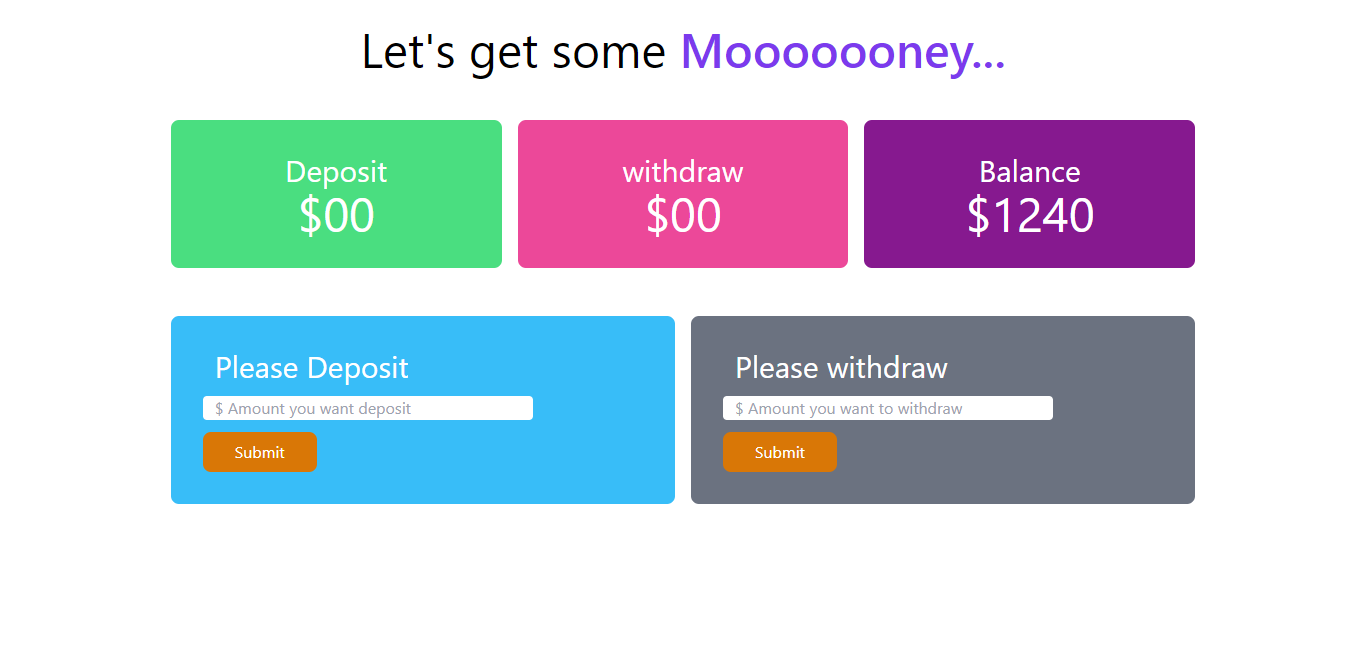 Let's get some Mooooooney...
Deposit
$00
withdraw
$00
Balance
$1240
Please Deposit
$ Amount you want deposit
Submit
Please withdraw
$ Amount you want to withdraw
Submit